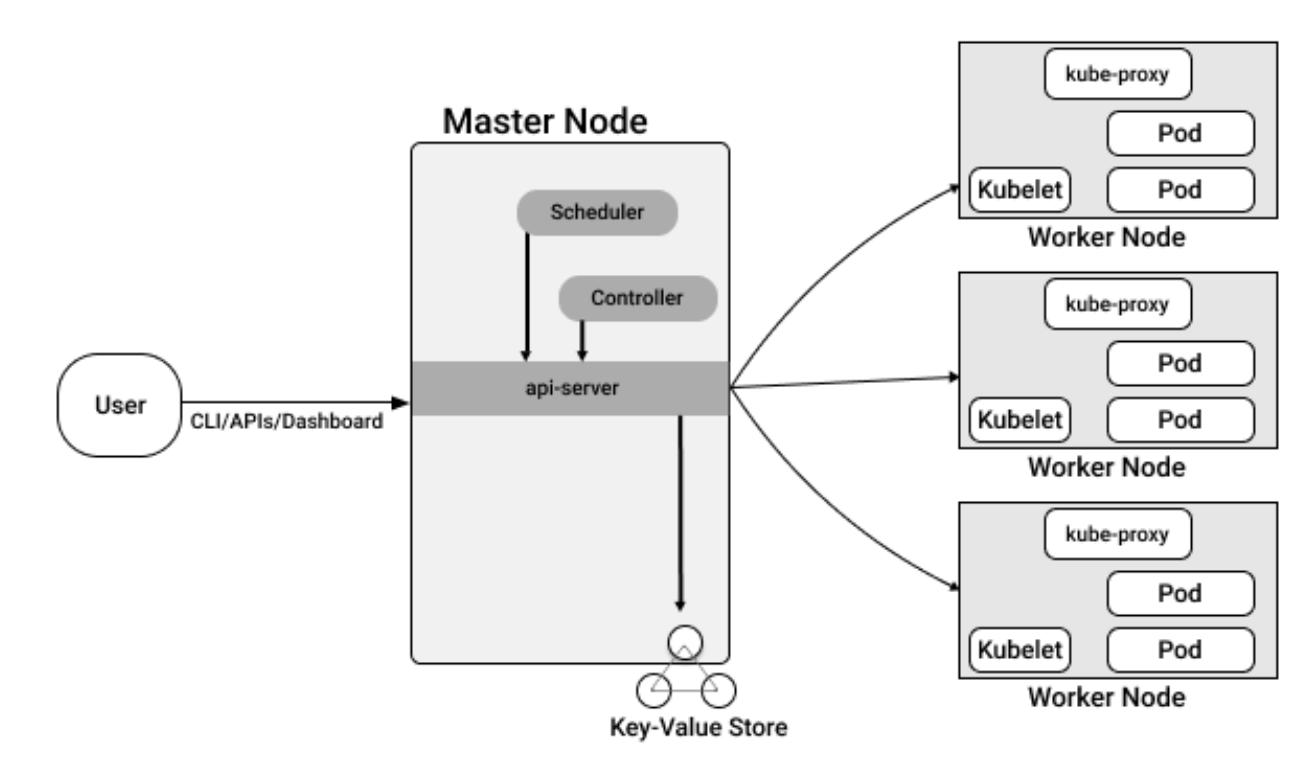 Master Node
Scheduler
Controller
api-server
User
CLI/APIs/Dashboard
Key-Value Store
kube-proxy
Pod
Kubelet
Pod
Worker Node
kube-proxy
Pod
Kubelet
Pod
Worker Node
kube-proxy
Pod
Kubelet
Pod
Worker Node